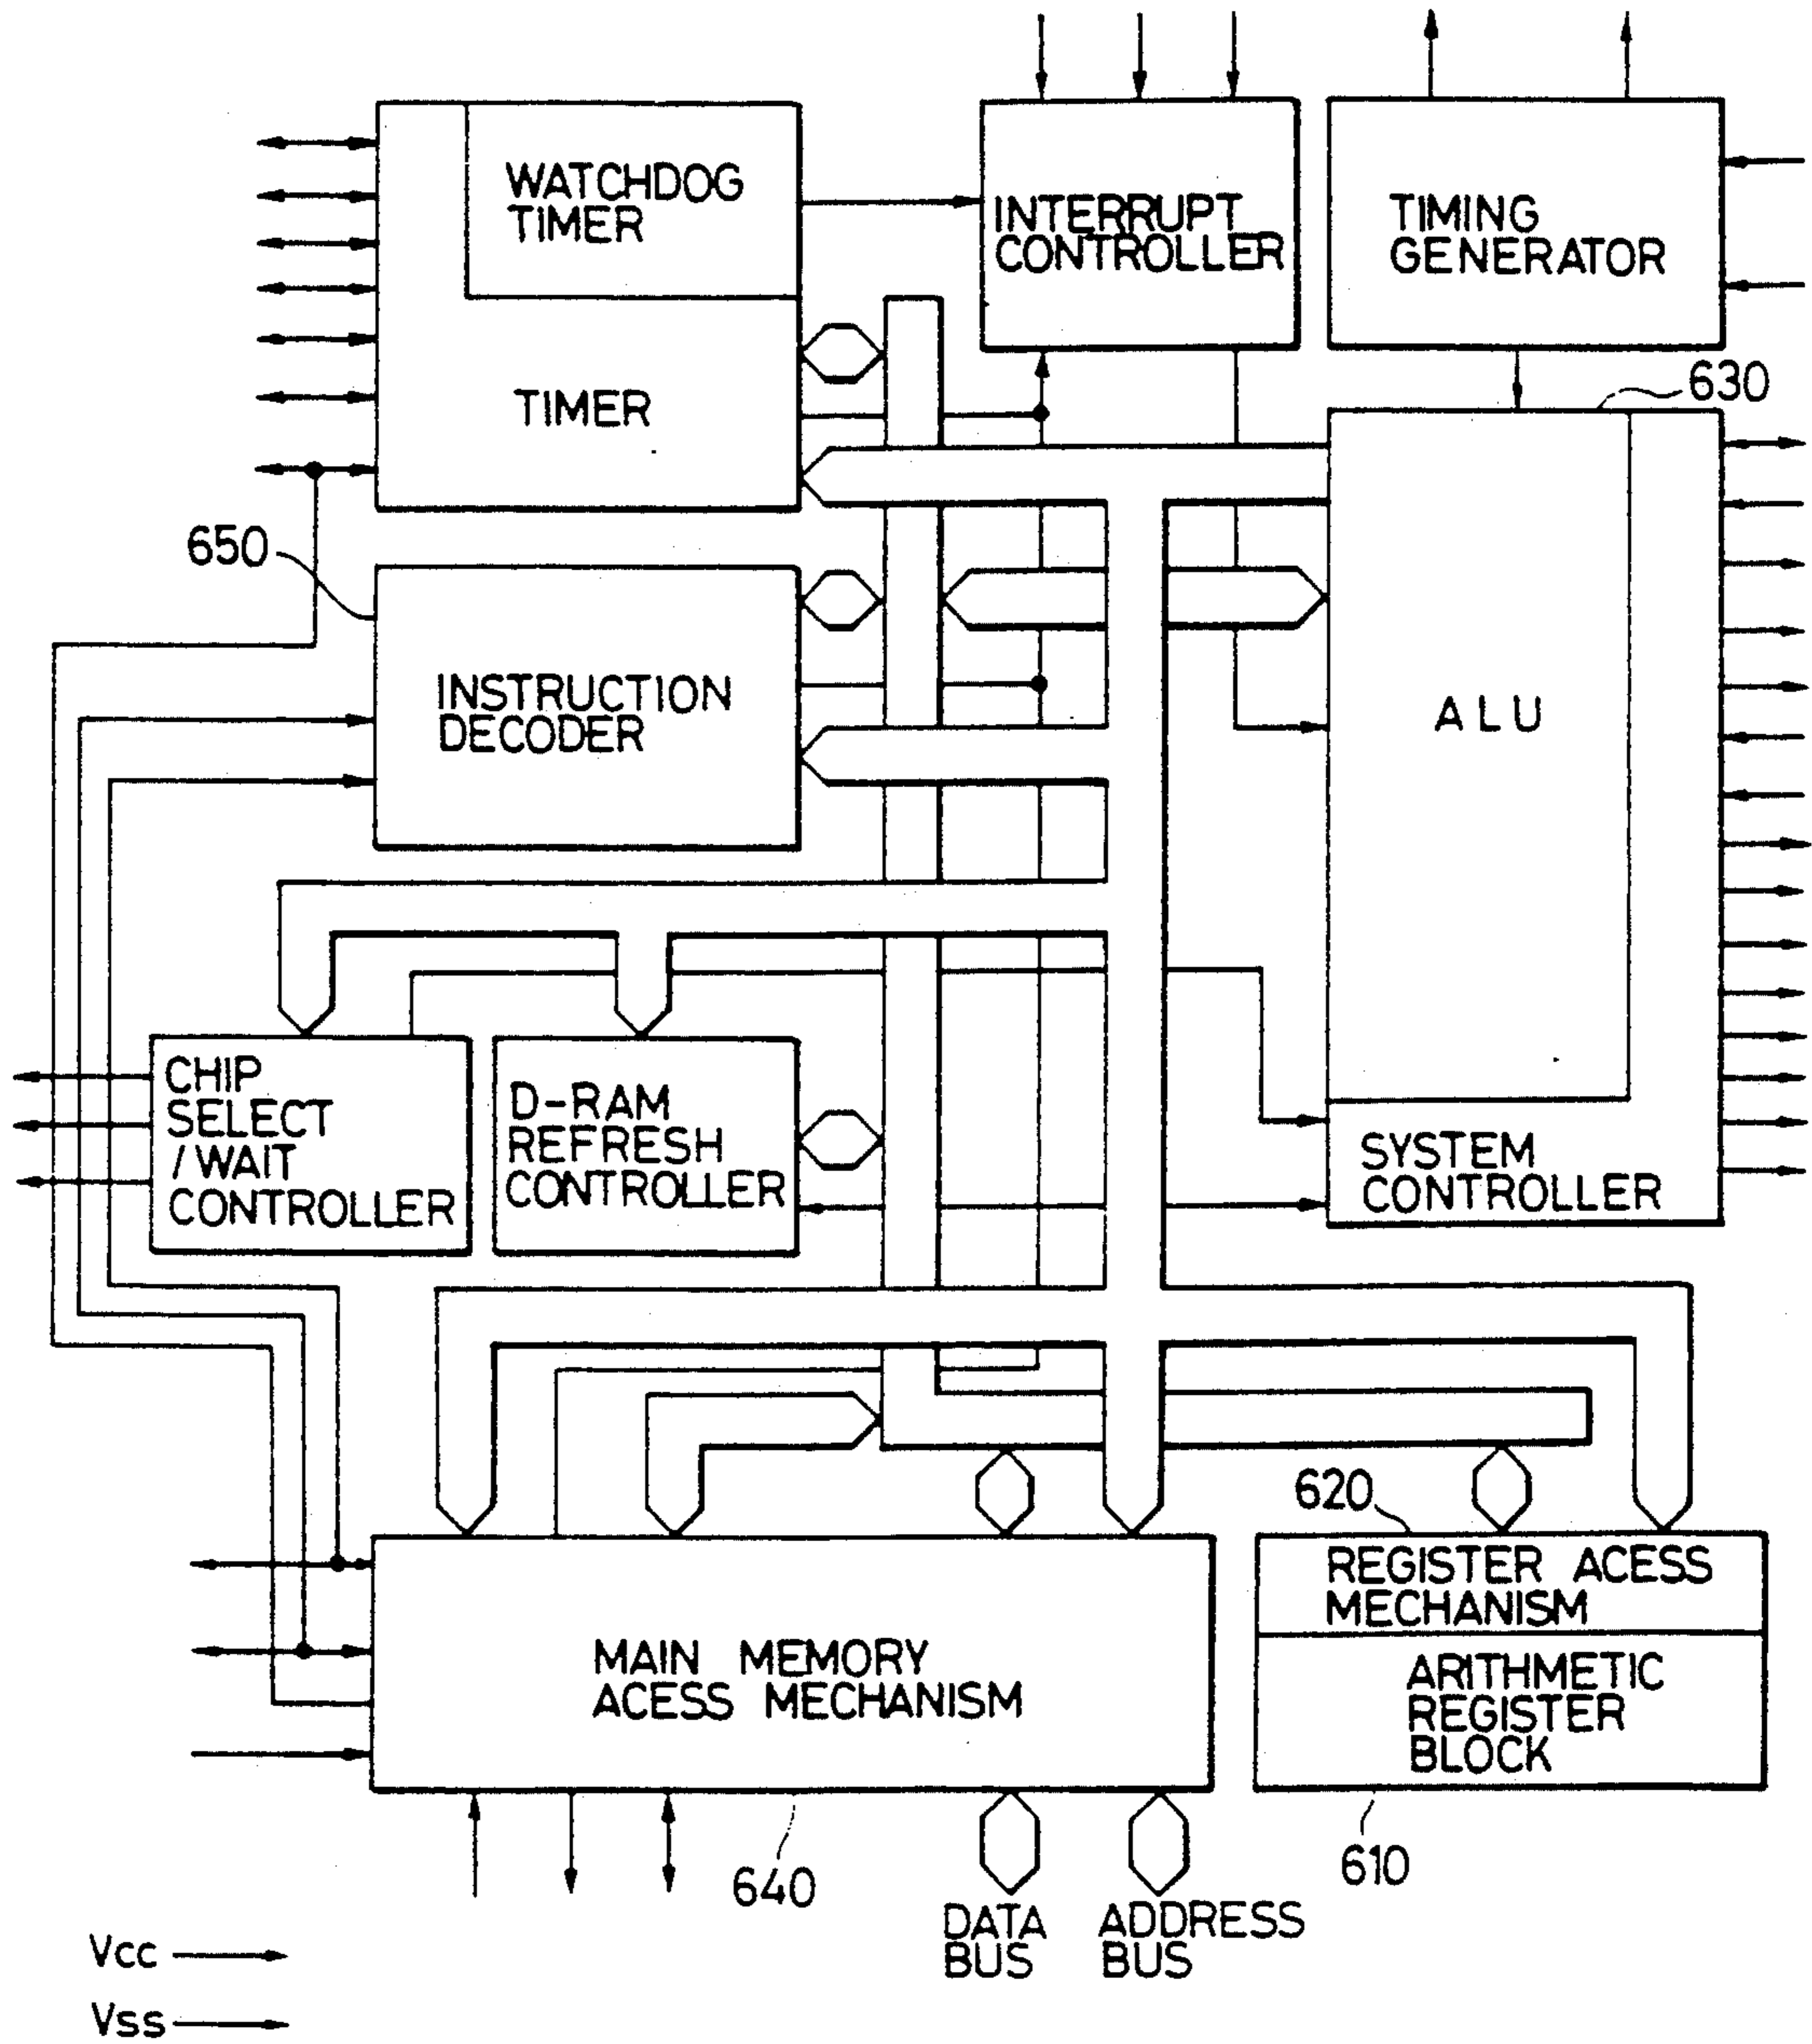 WATCHDOG
TIMER
INTERRUPT
CONTROLLER
TIMING
GENERATOR
TIMER
630
650
INSTRUCTION
DECODER
ALU
CHIP
SELECT
/WAIT
CONTROLLER
D-RAM
REFRESH
CONTROLLER
SYSTEM
CONTROLLER
620
REGISTER ACESS
MECHANISM
MAIN MEMORY
ACESS MECHANISM
ARITHMETIC
REGISTER
BLOCK
640
610
DATA
BUS
ADDRESS
BUS
Vcc
Vss